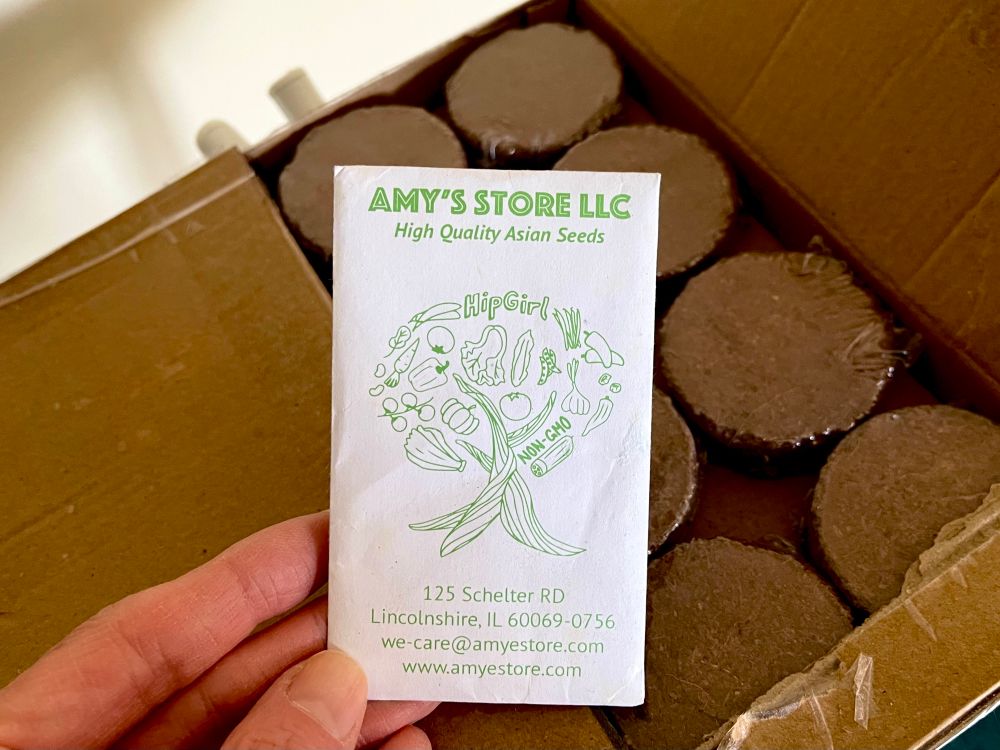 AMY'S STORE LLC
High Quality Asian Seeds
HipGirl
NON-GMO
125 Schelter RD
Lincolnshire, IL 60069-0756
we-care@amyestore.com
www.amyestore.com